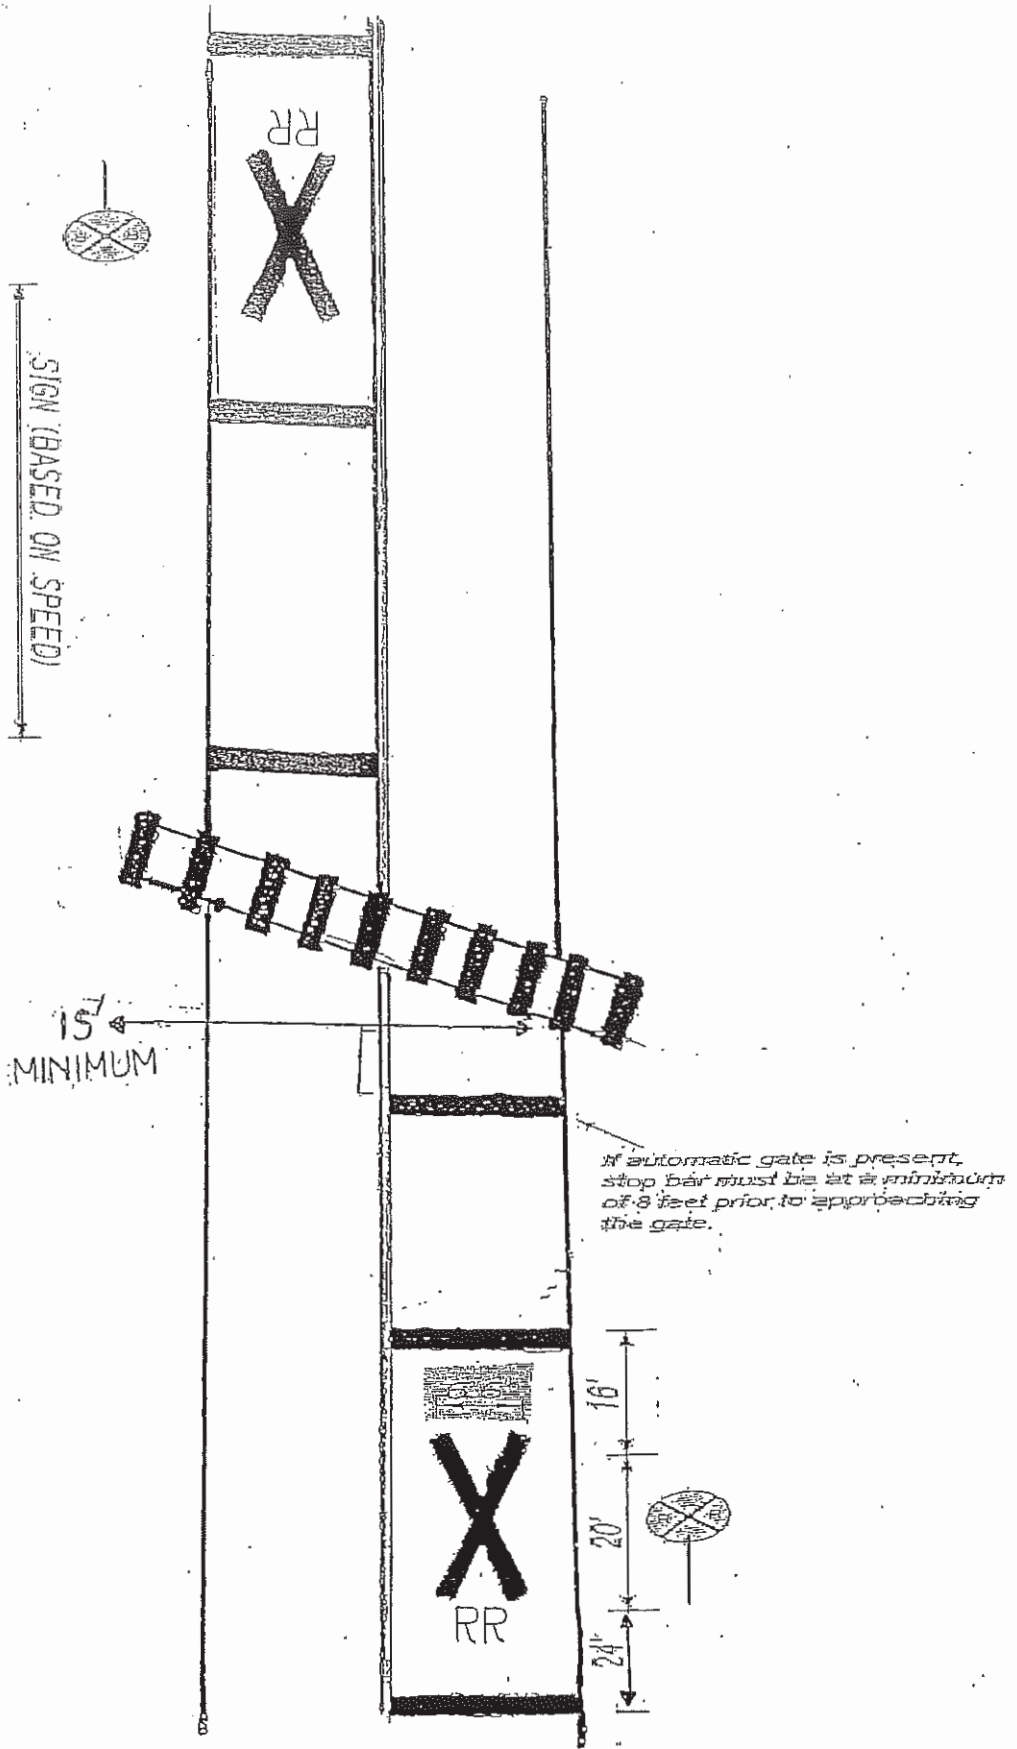 RR
SIGN (BASED ON SPEED)
15'
MINIMUM
If automatic gate is present,
stop bar must be at a minimum
of 8 feet prior to approaching
the gate.
16'
20'
RR
24'